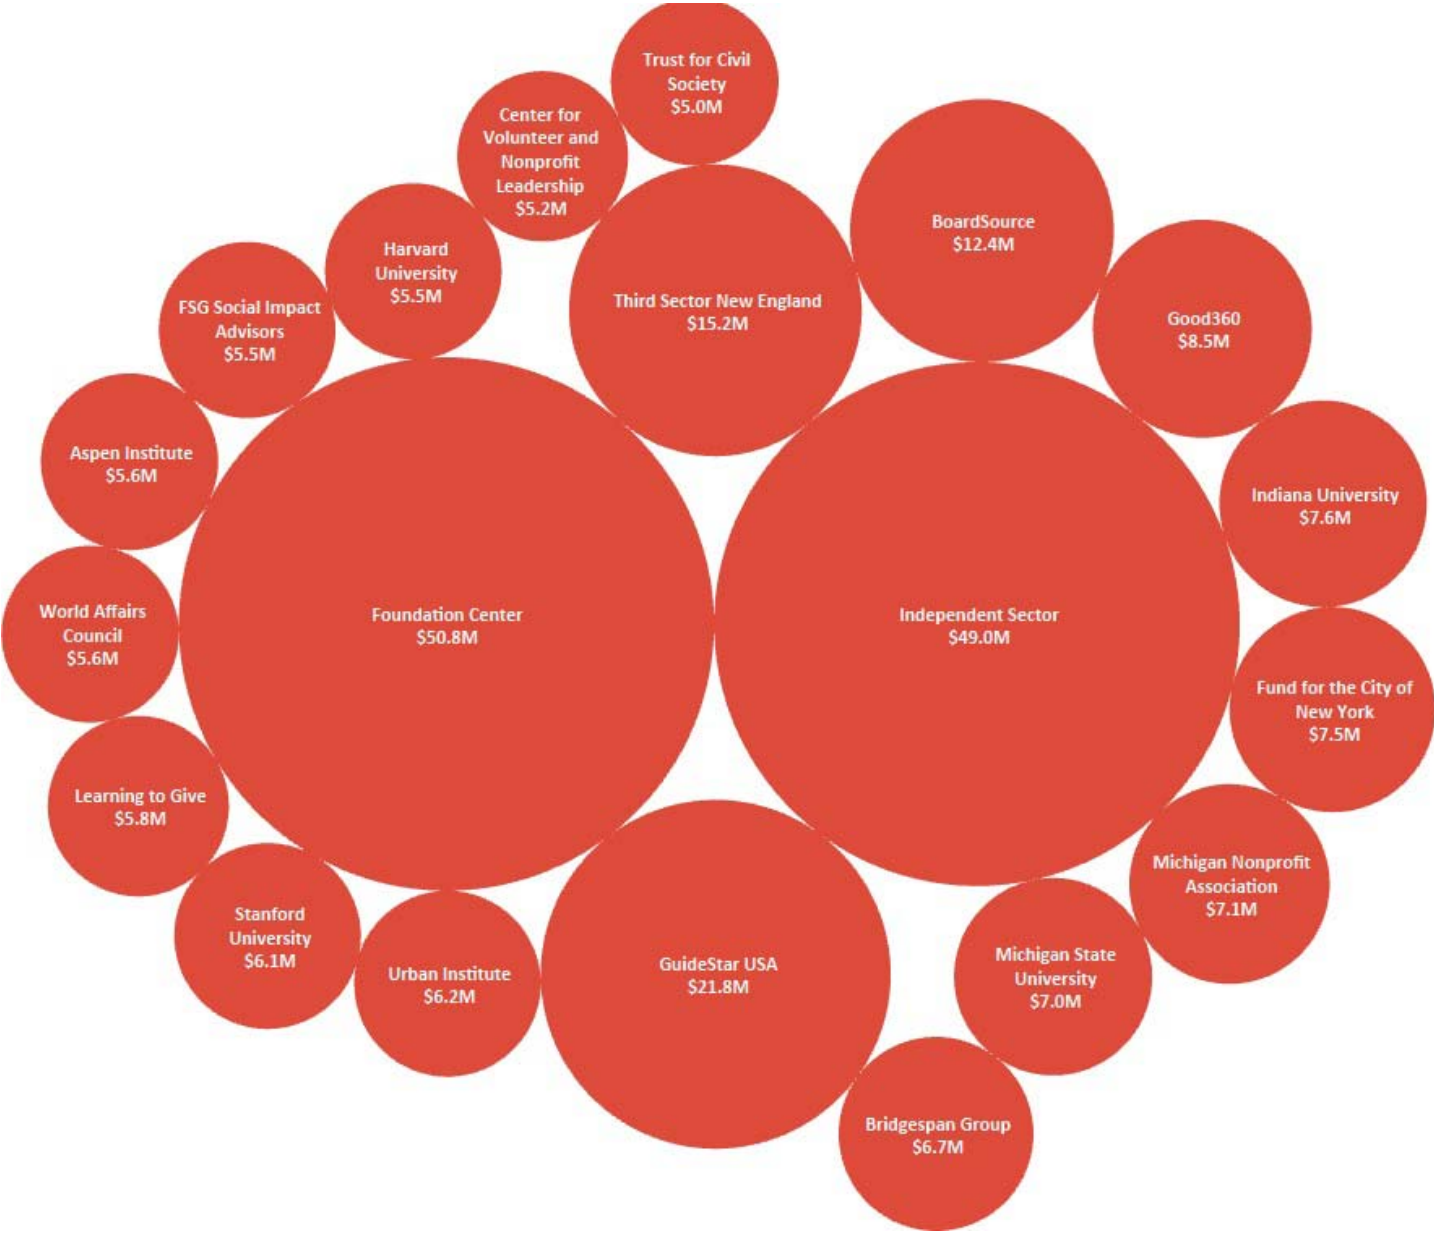 Trust for Civil
Society
$5.0M
Center for
Volunteer and
Nonprofit
Leadership
$5.2M
BoardSource
$12.4M
Harvard
University
$5.5M
Third Sector New England
$15.2M
FSG Social Impact
Advisors
$5.5M
Good360
$8.5M
Aspen Institute
$5.6M
Indiana University
$7.6M
World Affairs
Council
$5.6M
Foundation Center
$50.8M
Independent Sector
$49.0M
Fund for the City of
New York
$7.5M
Learning to Give
$5.8M
Michigan Nonprofit
Association
$7.1M
Stanford
University
$6.1M
Urban Institute
$6.2M
GuideStar USA
$21.8M
Michigan State
University
$7.0M
Bridgespan Group
$6.7M